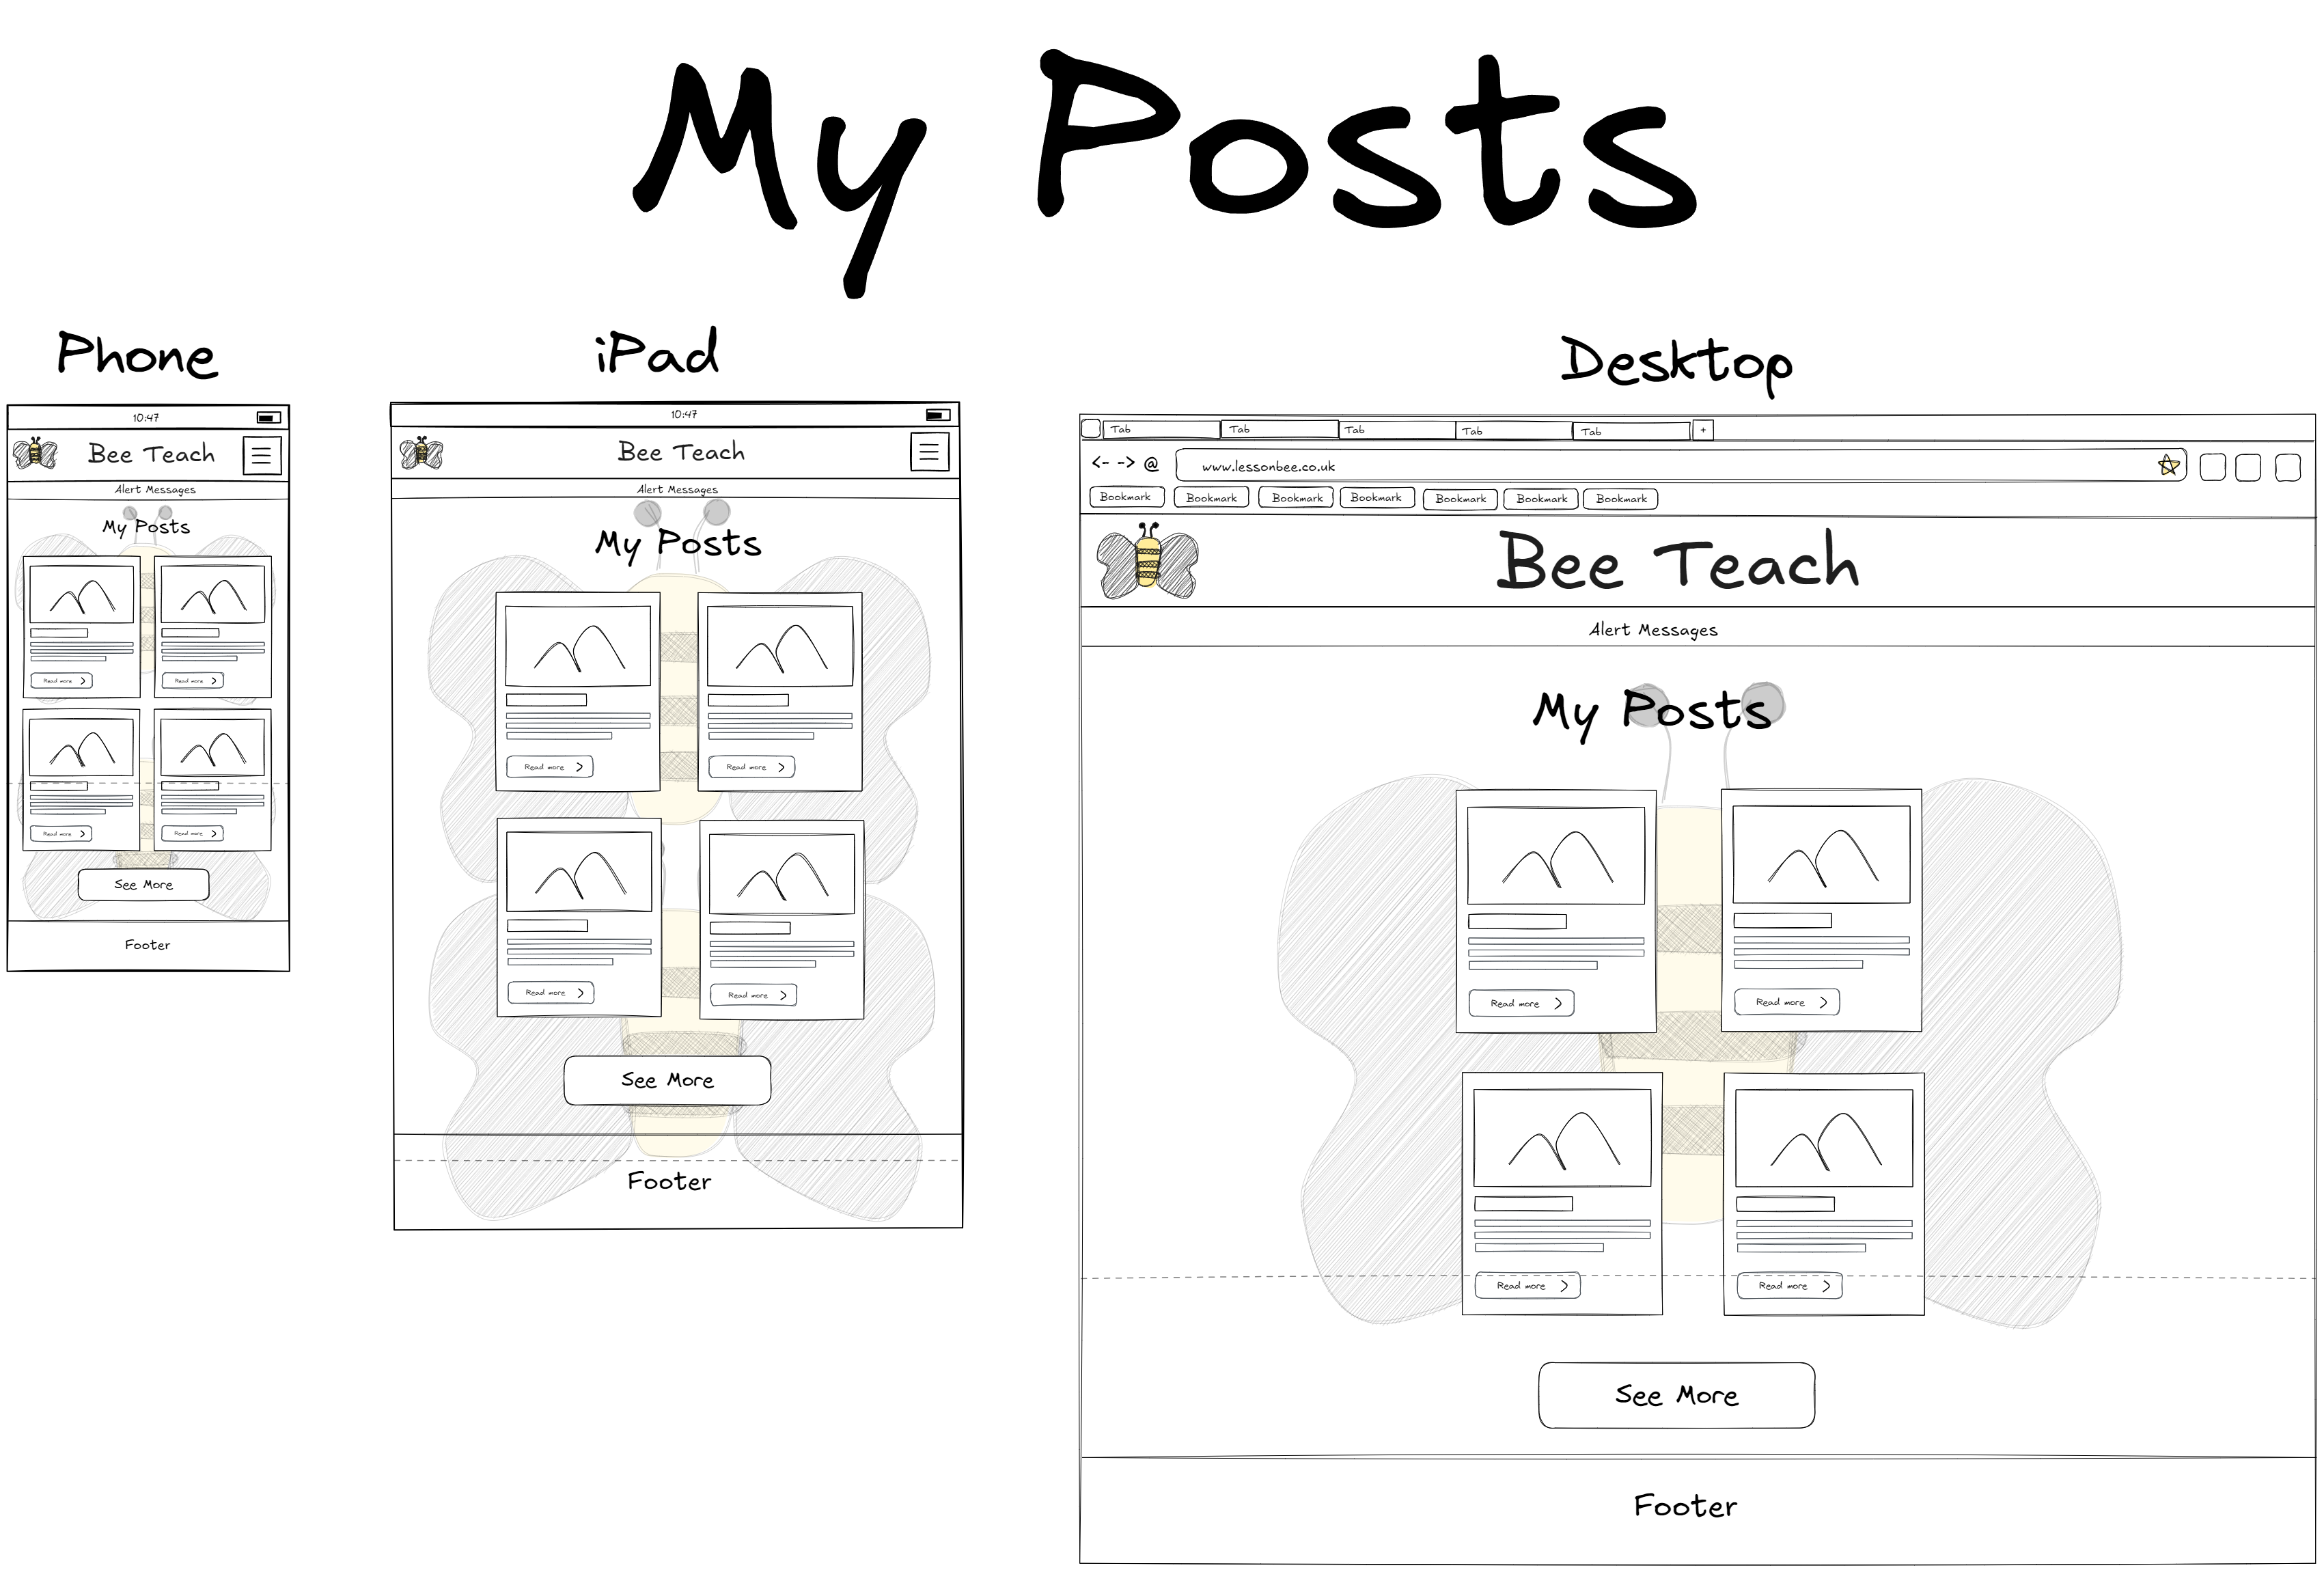 My Posts
Phone
10:47
Bee Teach
Alert Messages
My Posts
Read more
Read more
Read more
Read more
See More
Footer
iPad
10:47
Bee Teach
Alert Messages
My Posts
Read more
Read more
Read more
Read more
See More
Footer
Desktop
Tab Tab Tab Tab Tab +
<- -> @ www.lessonbee.co.uk
Bookmark Bookmark Bookmark Bookmark Bookmark Bookmark Bookmark
Bee Teach
Alert Messages
My Posts
Read more
Read more
Read more
Read more
See More
Footer